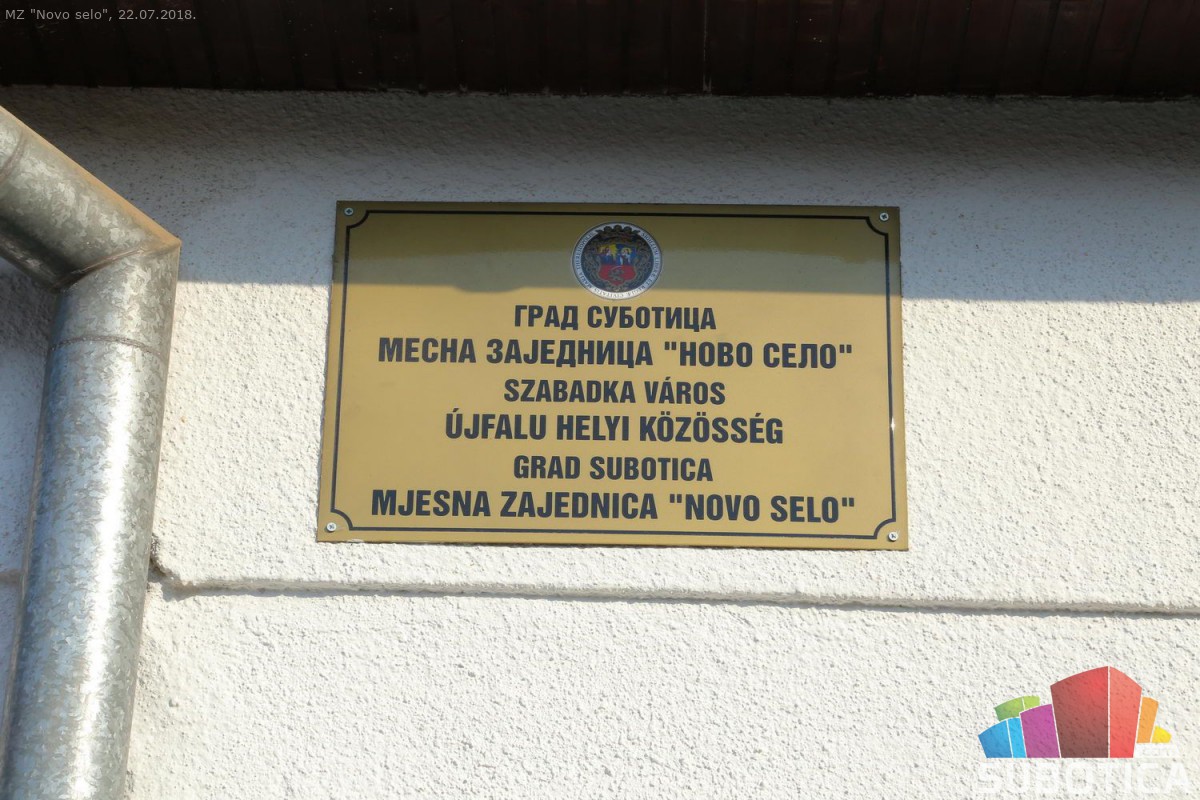 MZ "Novo selo", 22.07.2018.
ГРАД СУБОТИЦА
МЕСНА ЗАЈЕДНИЦА "НОВО СЕЛО"
SZABADKA VÁROS
ÚJFALU HELYI KÖZÖSSÉG
GRAD SUBOTICA
MJESNA ZAJEDNICA "NOVO SELO"
SUBOTICA